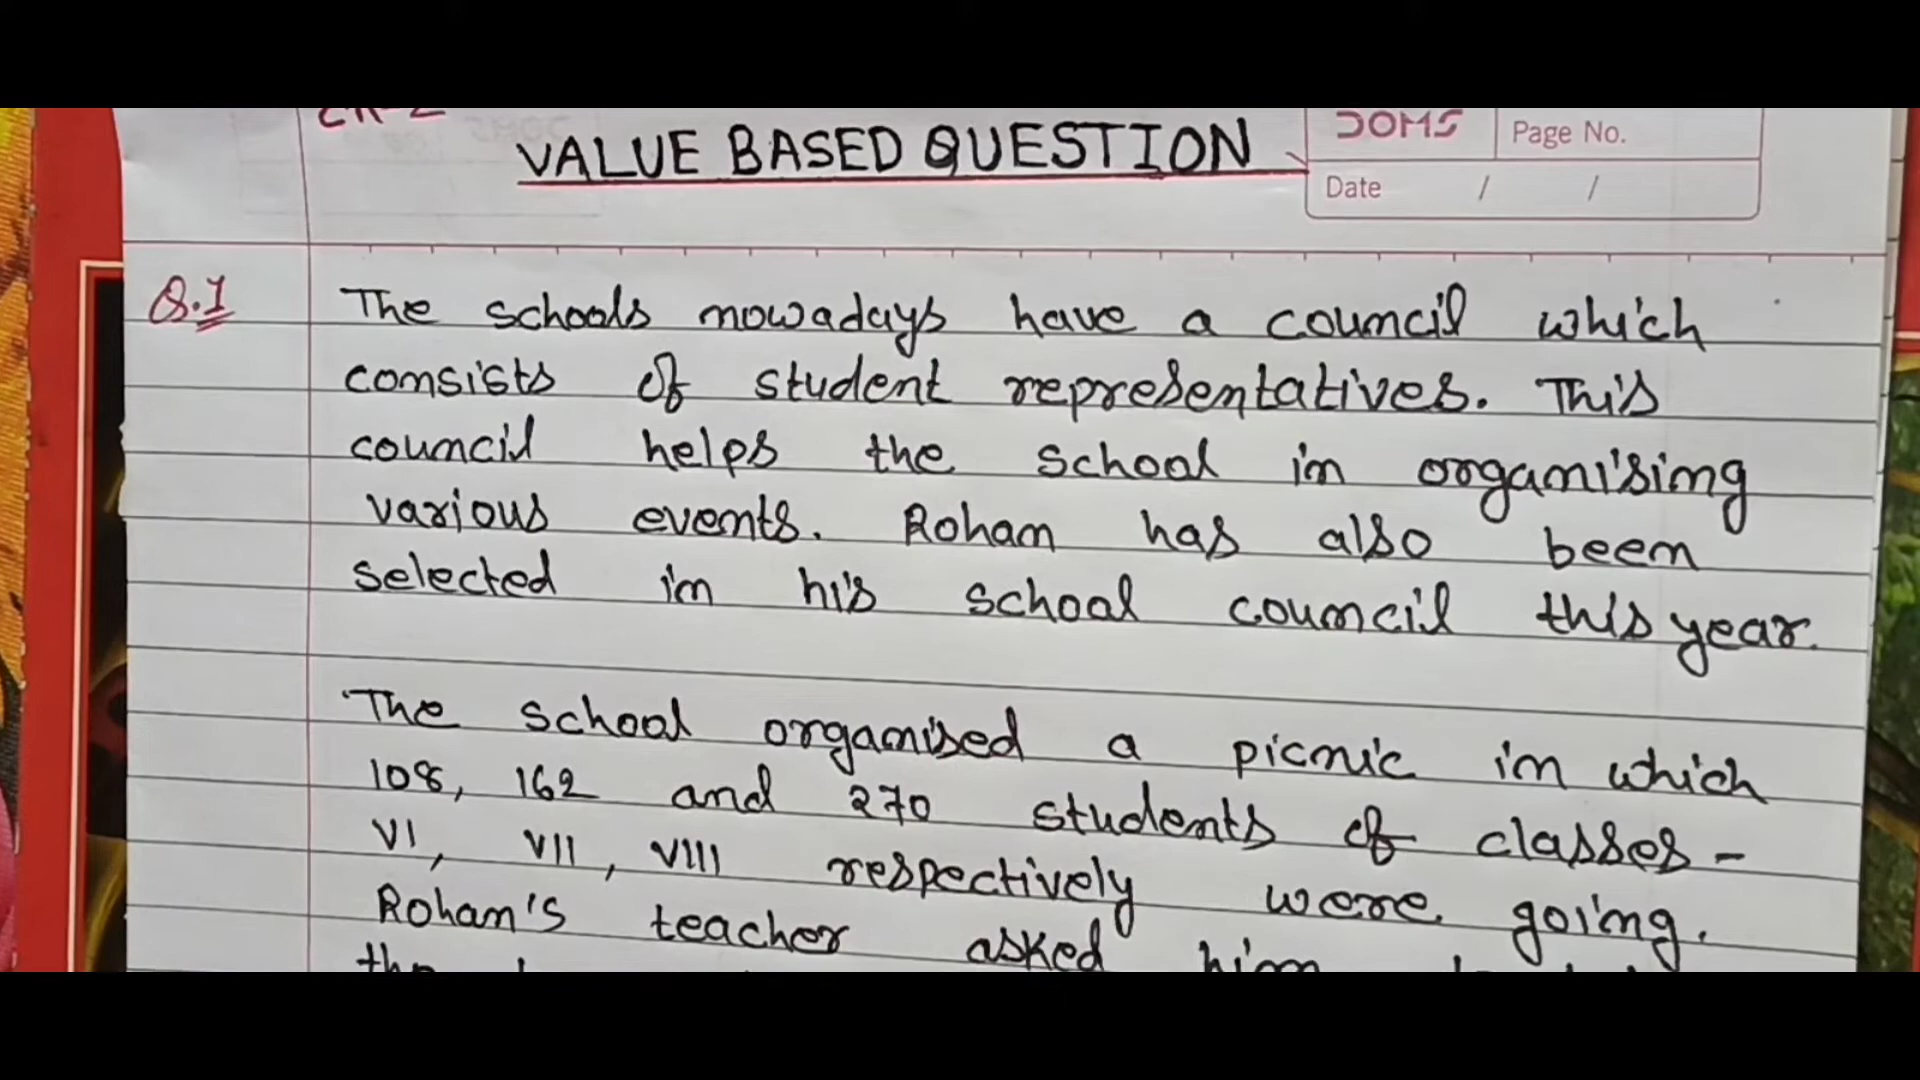 VALUE BASED QUESTION
DOMS
Page No.
Date / /
Q.1 The schools nowadays have a council which
consists of student representatives. This
council helps the school in organising
various events. Rohan has also been
selected in his school council this year.
The school organised a picnic in which
108, 162 and 270 students of classes-
VI, VII, VIII respectively were going.
Rohan's teacher asked him